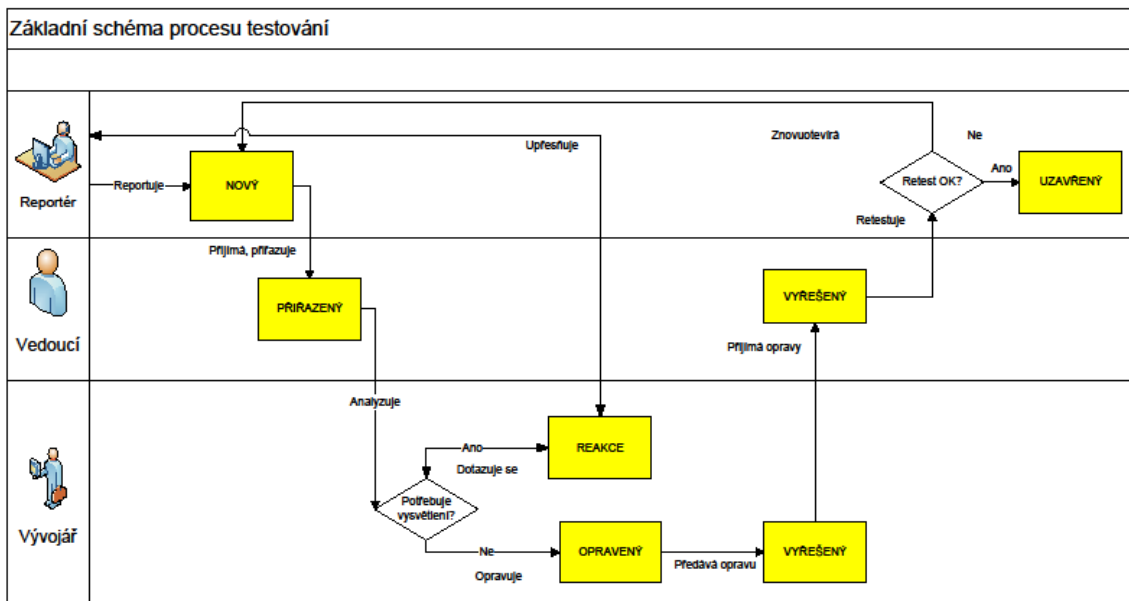 Základní schéma procesu testování
Znovuotevírá
Ne
Upřesňuje
Reportér
Reportuje
NOVÝ
Retest OK?
Ano
UZAVŘENÝ
Retestuje
Přijímá, přiřazuje
Vedoucí
PŘIŘAZENÝ
VYŘEŠENÝ
Přijímá opravy
Analyzuje
Vývojář
Ano
Dotazuje se
REAKCE
Potřebuje
vysvětlení?
Ne
Opravuje
OPRAVENÝ
Předává opravu
VYŘEŠENÝ